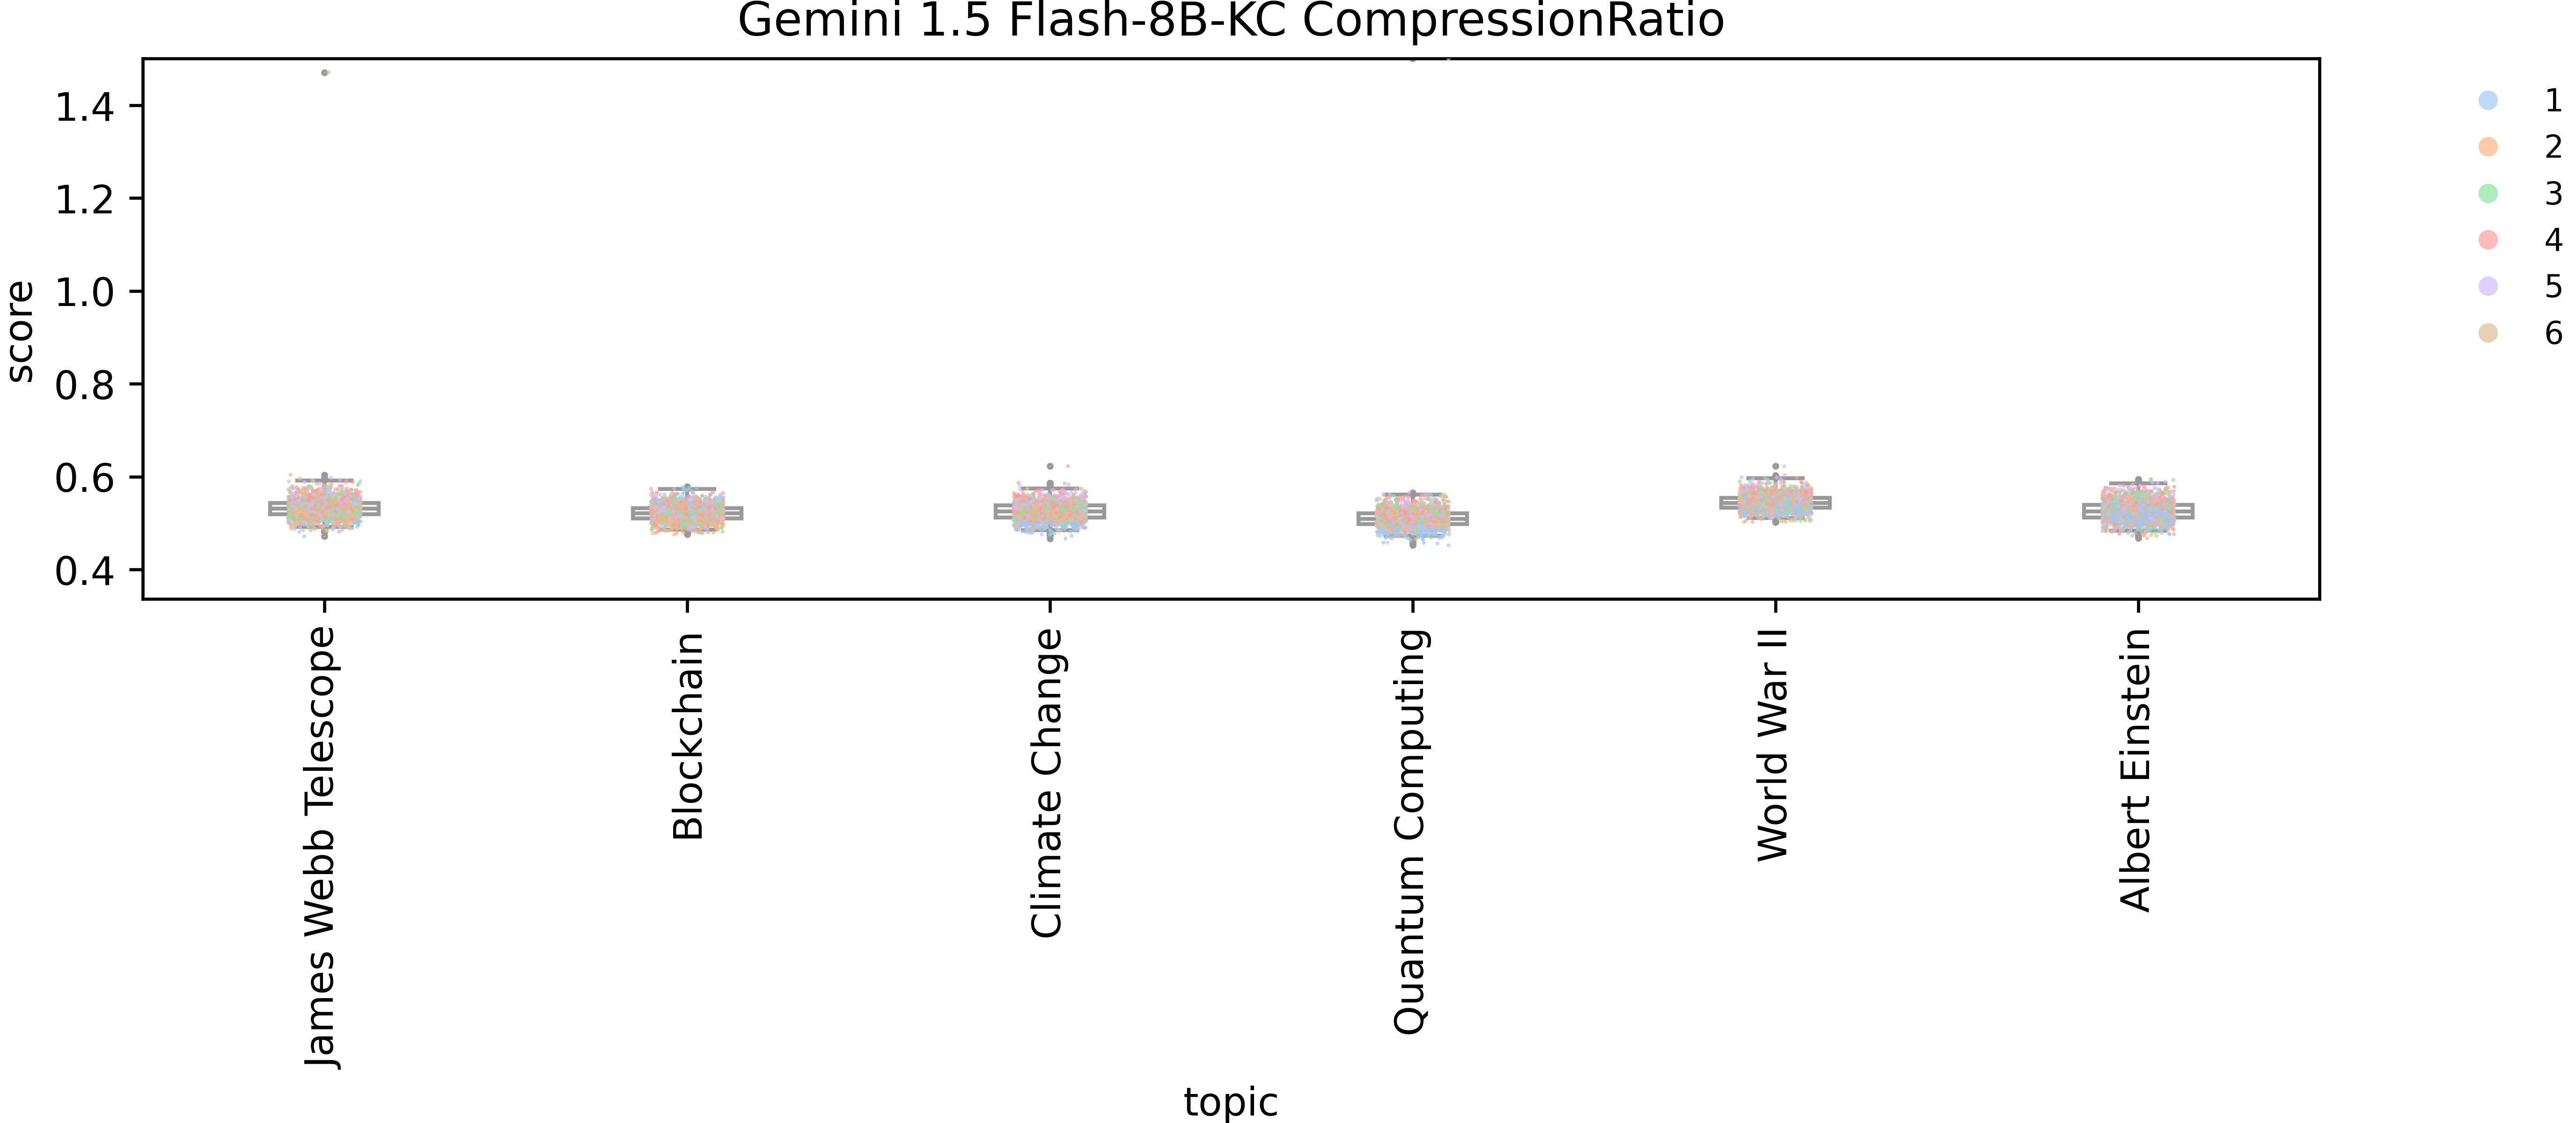 Gemini 1.5 Flash-8B-KC CompressionRatio
score
1.4
1.2
1.0
0.8
0.6
0.4
James Webb Telescope
Blockchain
Climate Change
Quantum Computing
World War II
Albert Einstein
topic
1
2
3
4
5
6